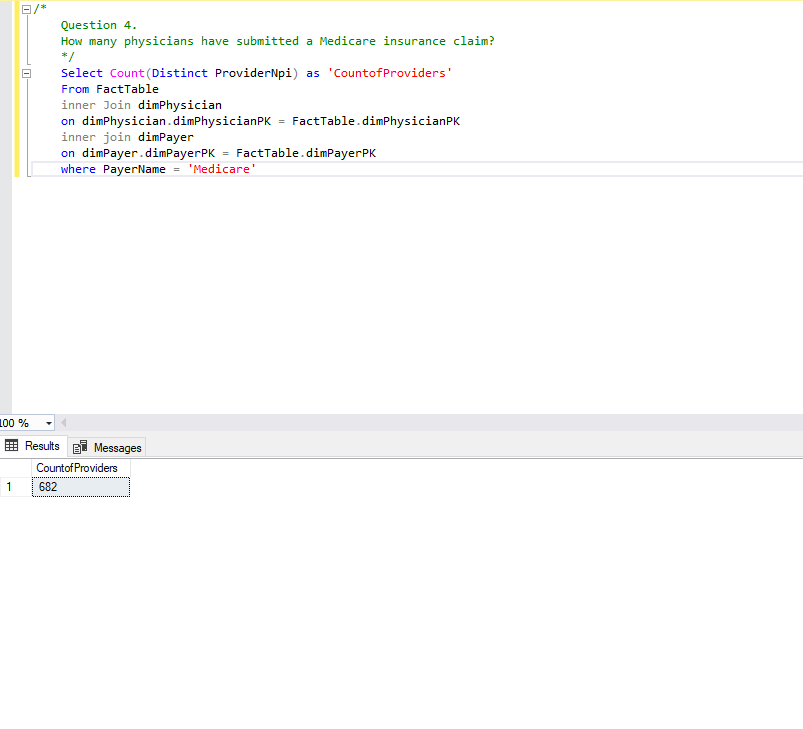 /*
Question 4.
How many physicians have submitted a Medicare insurance claim?
*/
Select Count(Distinct ProviderNpi) as 'CountofProviders'
From FactTable
inner Join dimPhysician
on dimPhysician.dimPhysicianPK = FactTable.dimPhysicianPK
inner join dimPayer
on dimPayer.dimPayerPK = FactTable.dimPayerPK
where PayerName = 'Medicare'
100 %
Results Messages
CountofProviders
1 682